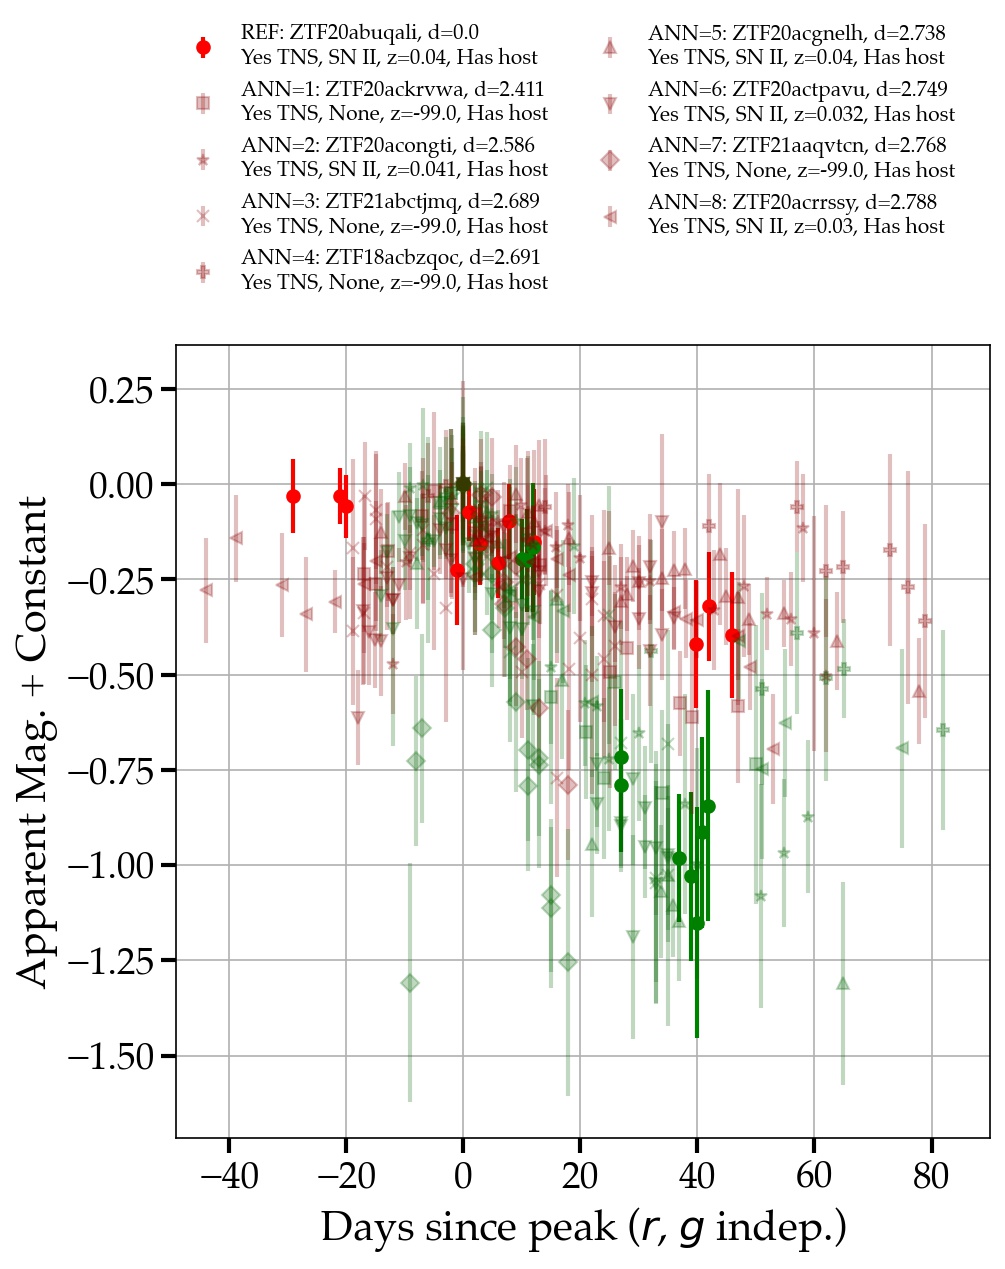 REF: ZTF20abuqali, d=0.0
Yes TNS, SN II, z=0.04, Has host
ANN=1: ZTF20ackrvwa, d=2.411
Yes TNS, None, z=-99.0, Has host
ANN=2: ZTF20acongti, d=2.586
Yes TNS, SN II, z=0.041, Has host
ANN=3: ZTF21abctjmq, d=2.689
Yes TNS, None, z=-99.0, Has host
ANN=4: ZTF18acbzqoc, d=2.691
Yes TNS, None, z=-99.0, Has host
ANN=5: ZTF20acgnelh, d=2.738
Yes TNS, SN II, z=0.04, Has host
ANN=6: ZTF20actpavu, d=2.749
Yes TNS, SN II, z=0.032, Has host
ANN=7: ZTF21aaqvtcn, d=2.768
Yes TNS, None, z=-99.0, Has host
ANN=8: ZTF20acrrssy, d=2.788
Yes TNS, SN II, z=0.03, Has host
Apparent Mag. + Constant
0.25
0.00
−0.25
−0.50
−0.75
−1.00
−1.25
−1.50
−40 −20 0 20 40 60 80
Days since peak (r, g indep.)